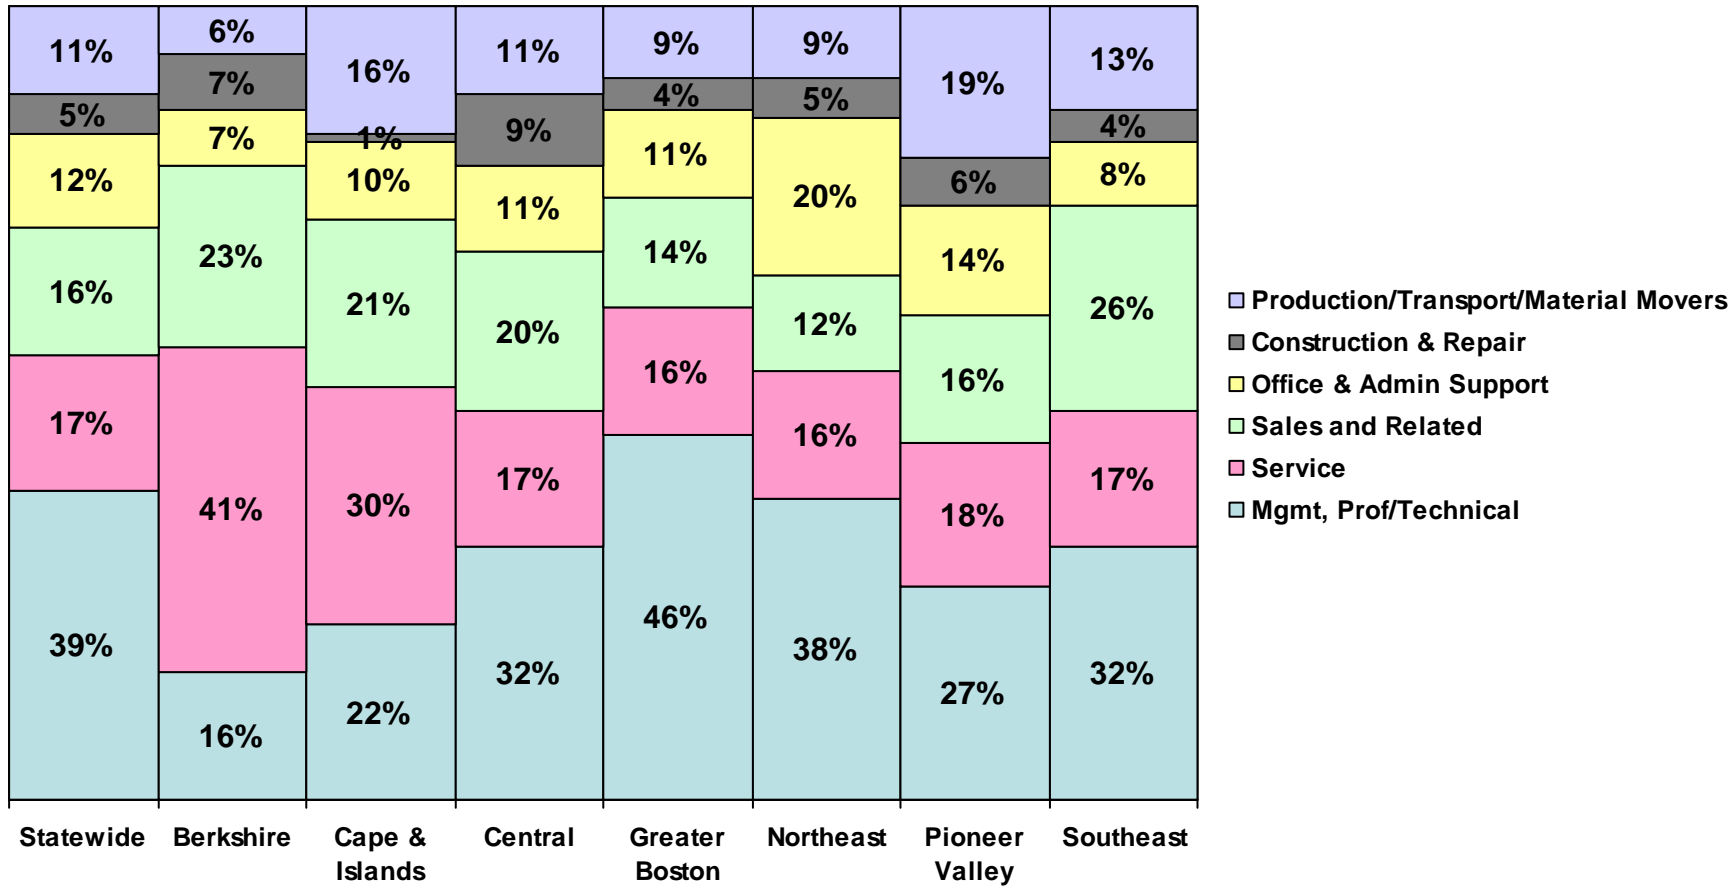 11%
6%
16%
11%
9%
9%
19%
13%
5%
7%
1%
9%
4%
5%
6%
4%
12%
7%
10%
11%
11%
20%
14%
8%
16%
23%
21%
20%
14%
12%
16%
26%
17%
41%
30%
17%
16%
16%
18%
17%
39%
16%
22%
32%
46%
38%
27%
32%
Statewide
Berkshire
Cape &
Islands
Central
Greater
Boston
Northeast
Pioneer
Valley
Southeast
Production/Transport/Material Movers
Construction & Repair
Office & Admin Support
Sales and Related
Service
Mgmt, Prof/Technical